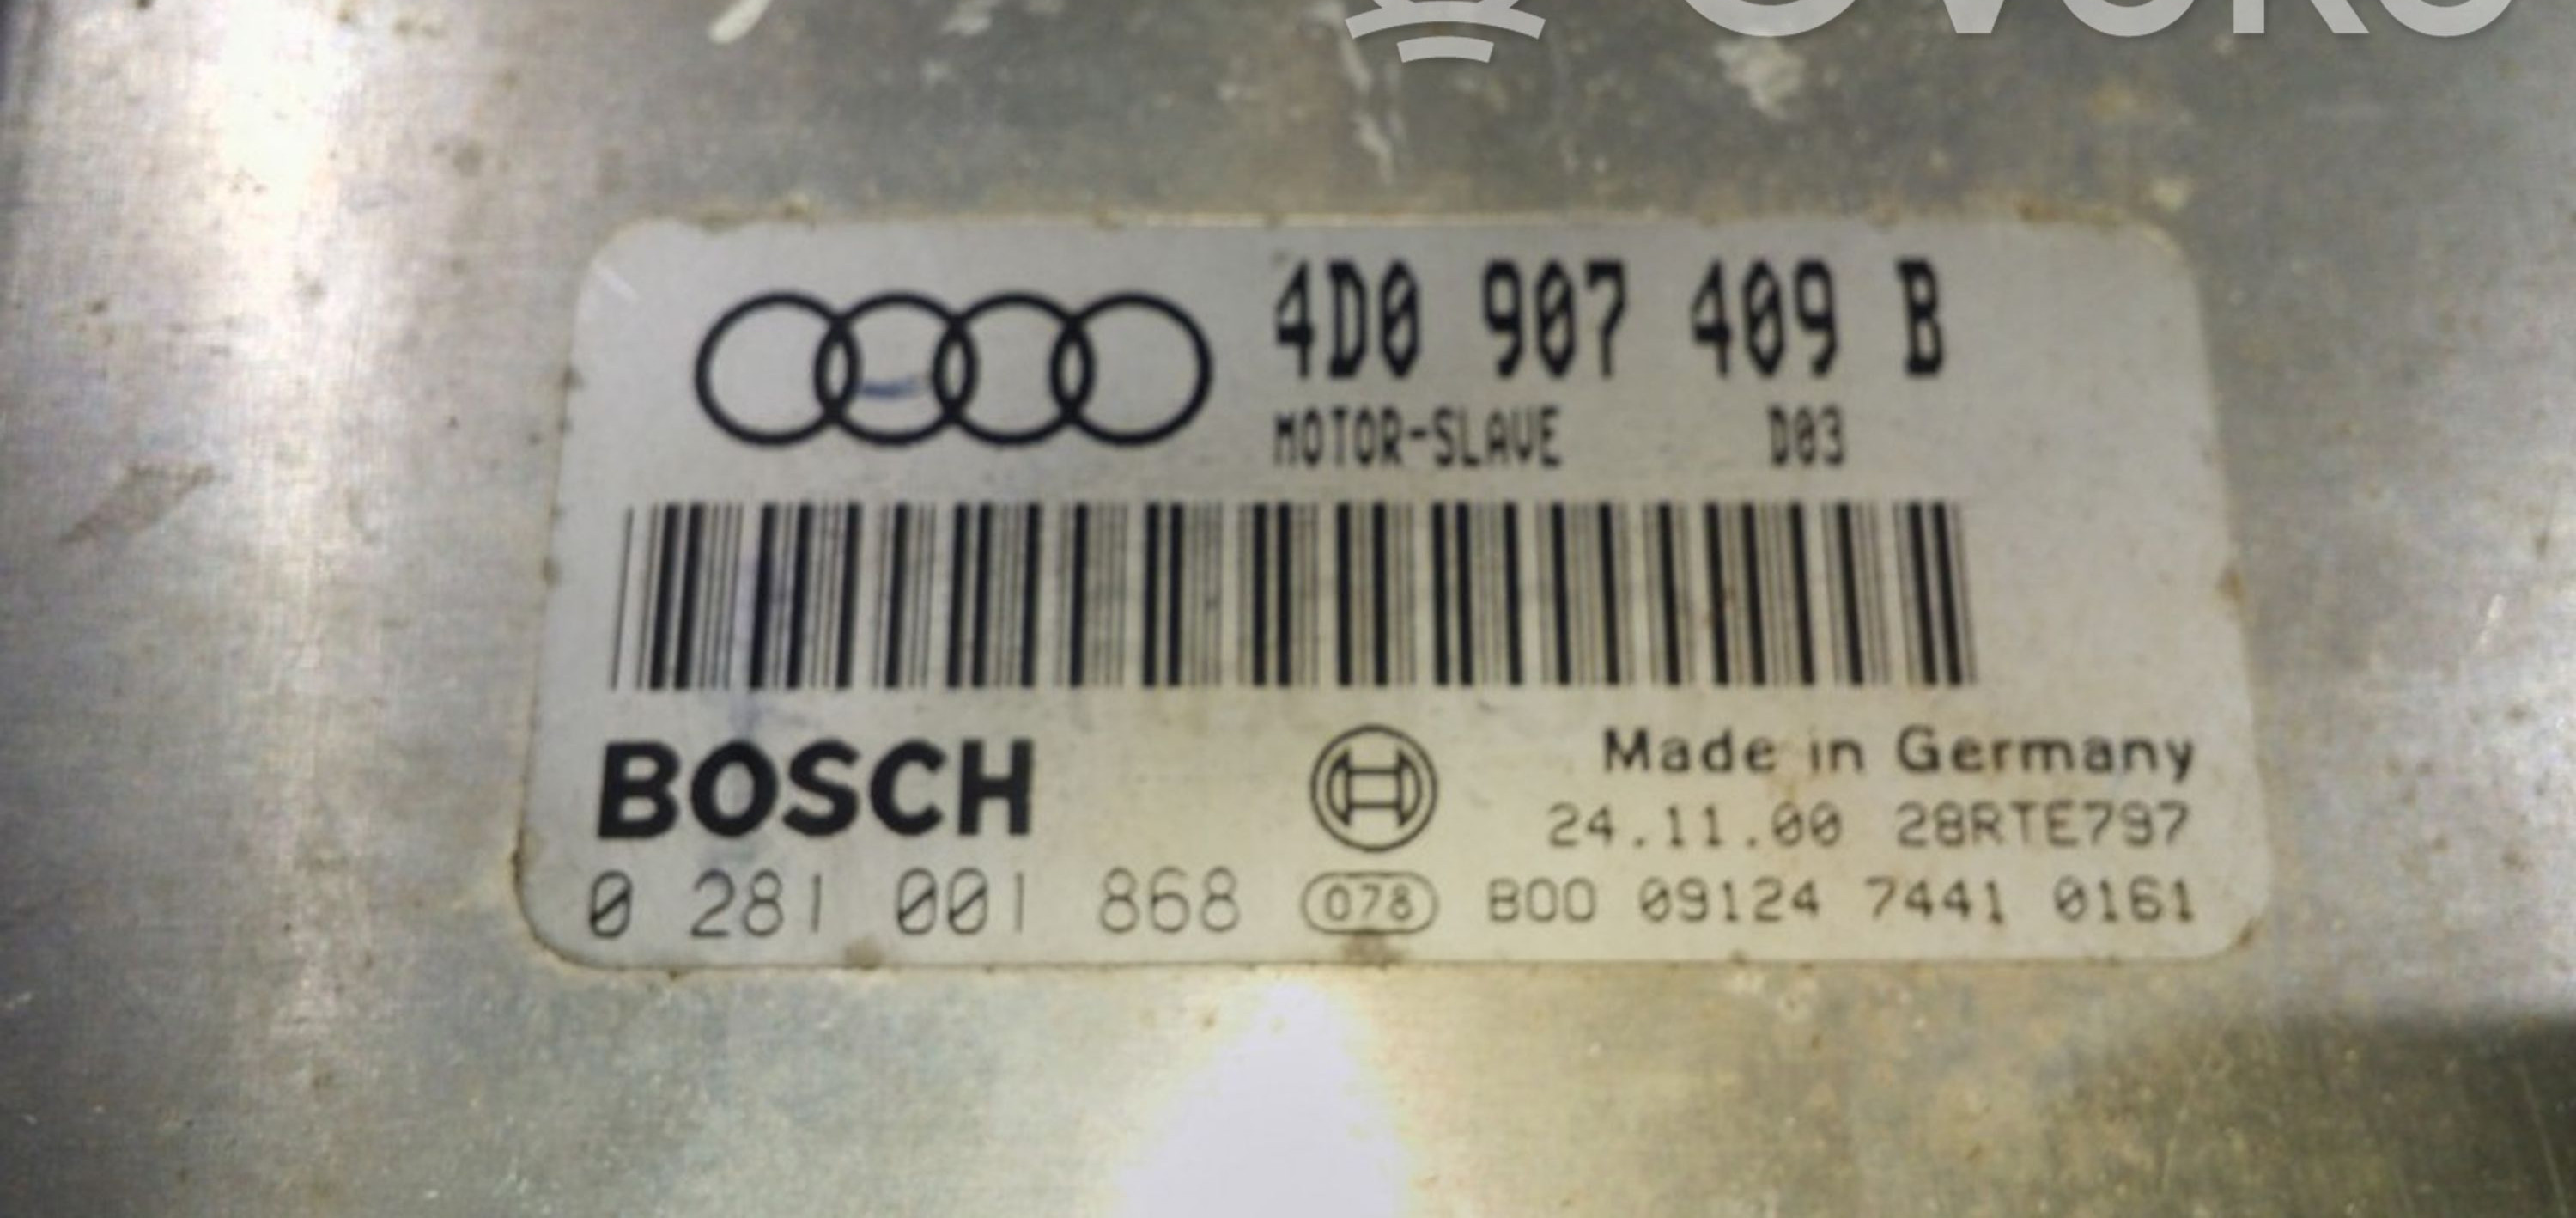 4D0 907 409 B
MOTOR-SLAVE D03
BOSCH
Made in Germany
24.11.00 28RTE797
0 281 001 868 078 B00 09124 7441 0161